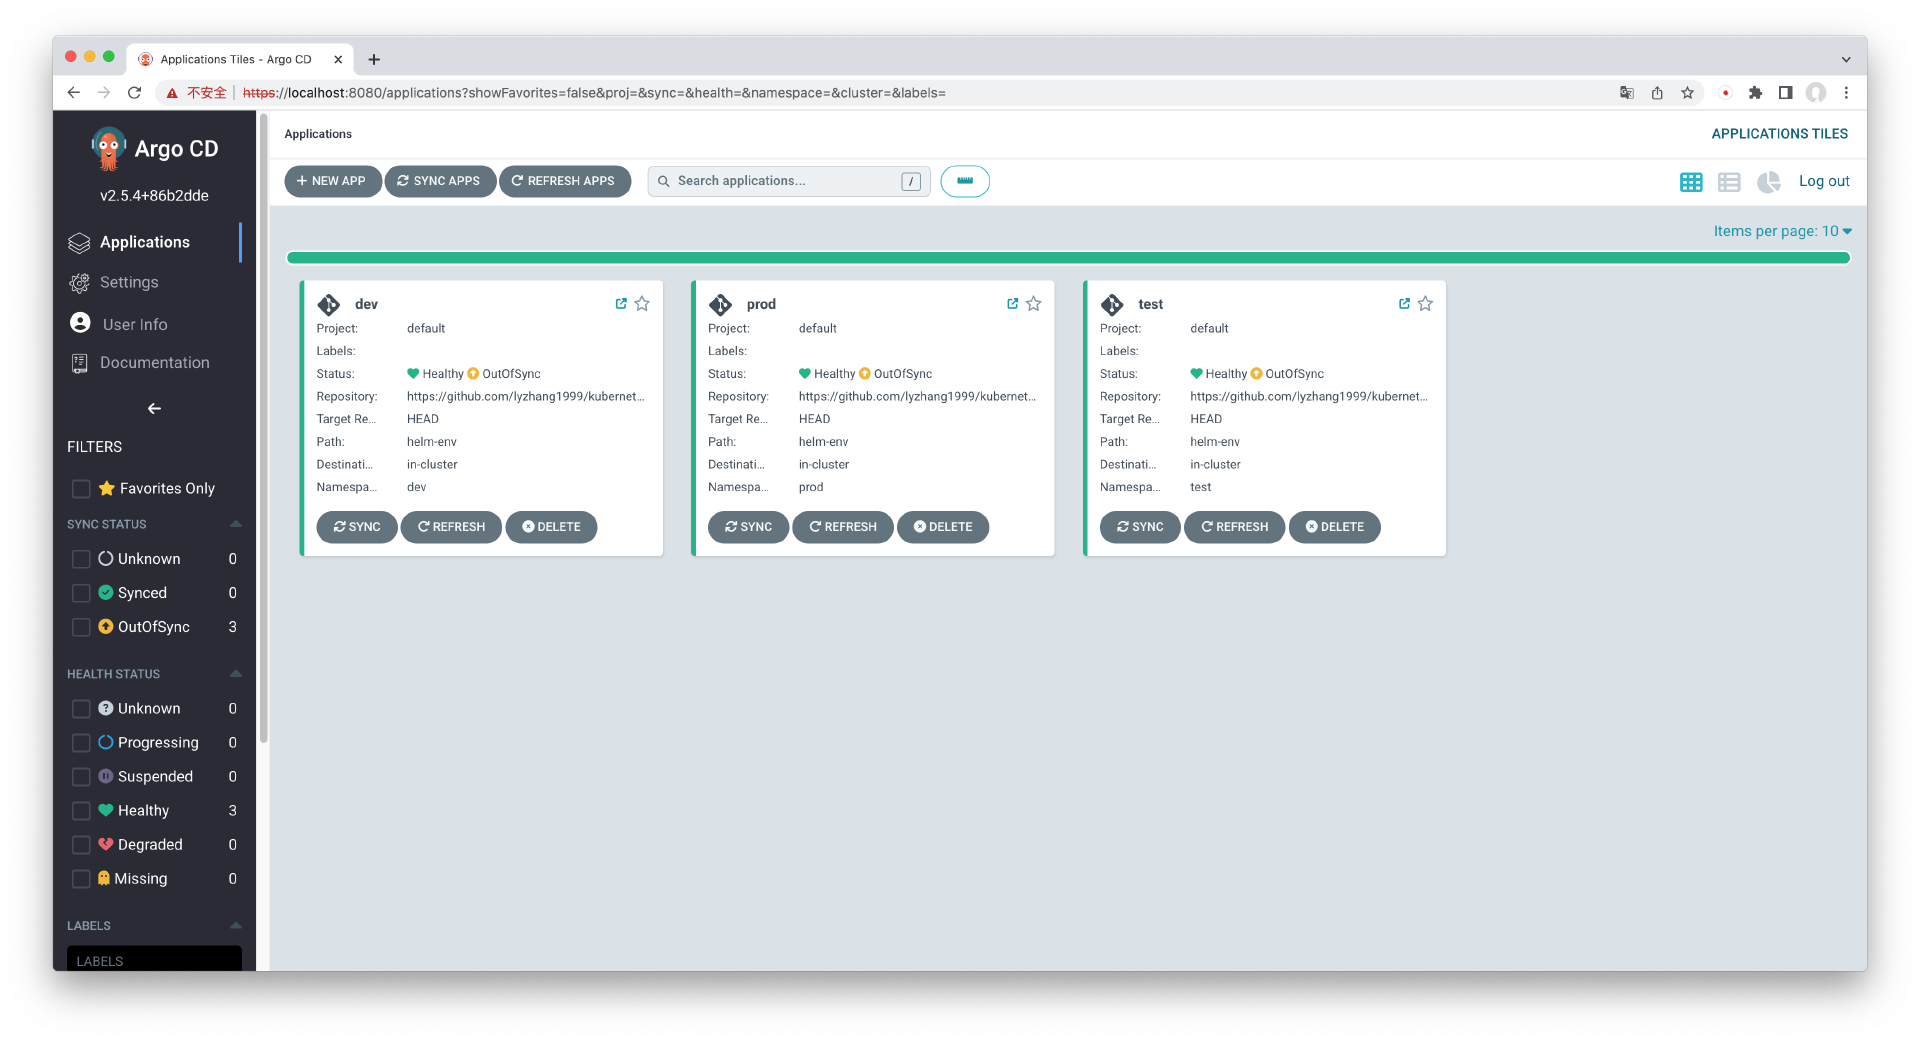 Applications Tiles - Argo CD
不安全 https://localhost:8080/applications?showFavorites=false&proj=&sync=&health=&namespace=&cluster=&labels=
Argo CD
v2.5.4+86b2dde
Applications
Settings
User Info
Documentation
FILTERS
Favorites Only
SYNC STATUS
Unknown 0
Synced 0
OutOfSync 3
HEALTH STATUS
Unknown 0
Progressing 0
Suspended 0
Healthy 3
Degraded 0
Missing 0
LABELS
LABELS
Applications
APPLICATIONS TILES
NEW APP SYNC APPS REFRESH APPS Search applications... / Log out
Items per page: 10
dev
Project: default
Labels:
Status: Healthy OutOfSync
Repository: https://github.com/lyzhang1999/kubernet...
Target Re... HEAD
Path: helm-env
Destinati... in-cluster
Namespa... dev
SYNC REFRESH DELETE
prod
Project: default
Labels:
Status: Healthy OutOfSync
Repository: https://github.com/lyzhang1999/kubernet...
Target Re... HEAD
Path: helm-env
Destinati... in-cluster
Namespa... prod
SYNC REFRESH DELETE
test
Project: default
Labels:
Status: Healthy OutOfSync
Repository: https://github.com/lyzhang1999/kubernet...
Target Re... HEAD
Path: helm-env
Destinati... in-cluster
Namespa... test
SYNC REFRESH DELETE